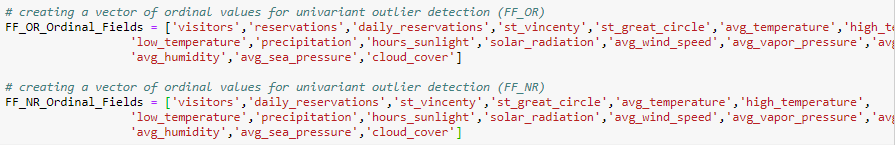 # creating a vector of ordinal values for univariant outlier detection (FF_OR)
FF_OR_Ordinal_Fields = ['visitors','reservations','daily_reservations','st_vincenty','st_great_circle','avg_temperature','high_te
'low_temperature','precipitation','hours_sunlight','solar_radiation','avg_wind_speed','avg_vapor_pressure','av
'avg_humidity','avg_sea_pressure','cloud_cover']
# creating a vector of ordinal values for univariant outlier detection (FF_NR)
FF_NR_Ordinal_Fields = ['visitors','daily_reservations','st_vincenty','st_great_circle','avg_temperature','high_temperature',
'low_temperature','precipitation','hours_sunlight','solar_radiation','avg_wind_speed','avg_vapor_pressure','av
'avg_humidity','avg_sea_pressure','cloud_cover']